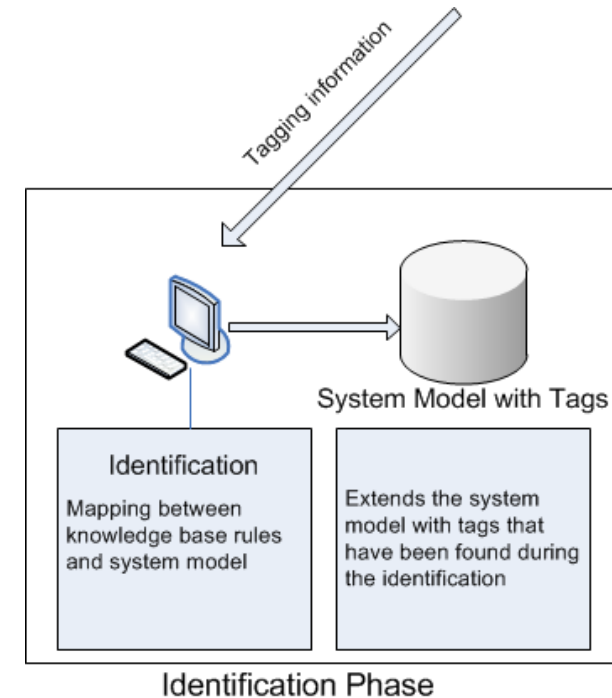 Tagging information
System Model with Tags
Identification
Mapping between
knowledge base rules
and system model
Extends the system
model with tags that
have been found during
the identification
Identification Phase